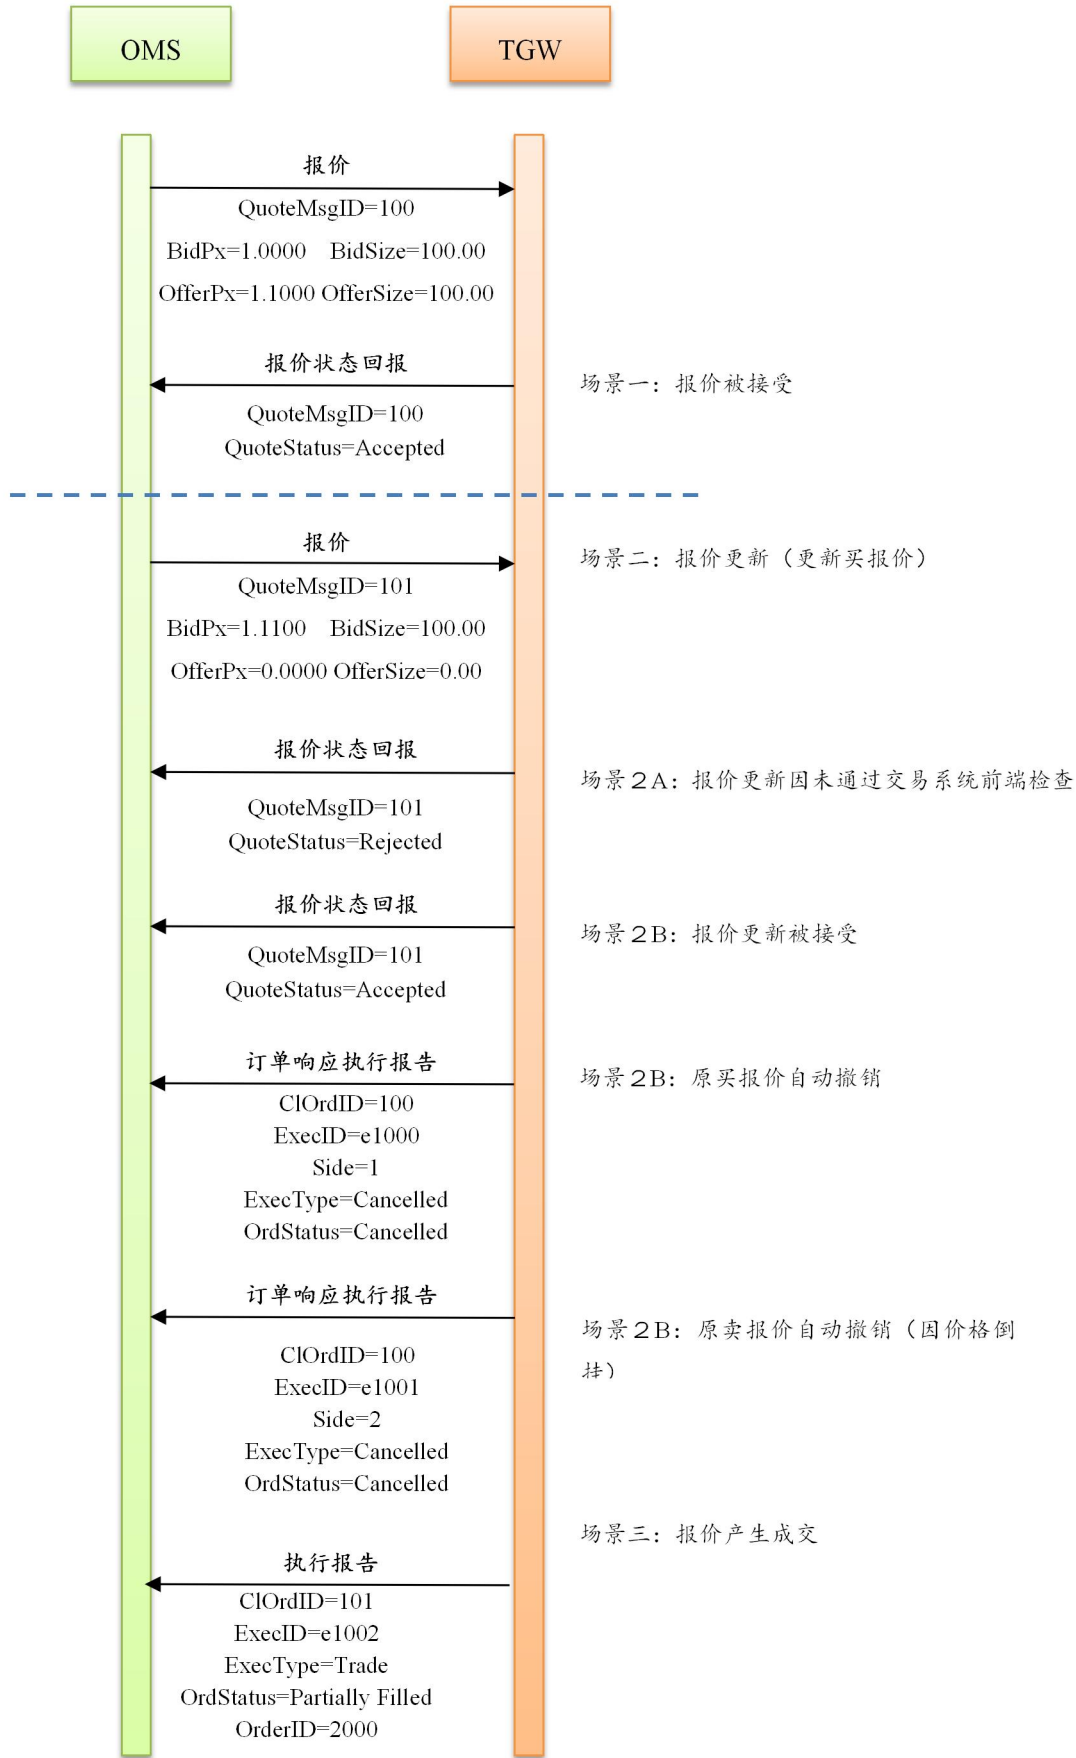 OMS
TGW
报价
QuoteMsgID=100
BidPx=1.0000 BidSize=100.00
OfferPx=1.1000 OfferSize=100.00
报价状态回报
场景一：报价被接受
QuoteMsgID=100
QuoteStatus=Accepted
报价
场景二：报价更新（更新买报价）
QuoteMsgID=101
BidPx=1.1100 BidSize=100.00
OfferPx=0.0000 OfferSize=0.00
报价状态回报
场景2A：报价更新因未通过交易系统前端检查
QuoteMsgID=101
QuoteStatus=Rejected
报价状态回报
场景2B：报价更新被接受
QuoteMsgID=101
QuoteStatus=Accepted
订单响应执行报告
场景2B：原买报价自动撤销
ClOrdID=100
ExecID=e1000
Side=1
ExecType=Cancelled
OrdStatus=Cancelled
订单响应执行报告
场景2B：原卖报价自动撤销（因价格倒
挂）
ClOrdID=100
ExecID=e1001
Side=2
ExecType=Cancelled
OrdStatus=Cancelled
场景三：报价产生成交
执行报告
ClOrdID=101
ExecID=e1002
ExecType=Trade
OrdStatus=Partially Filled
OrderID=2000